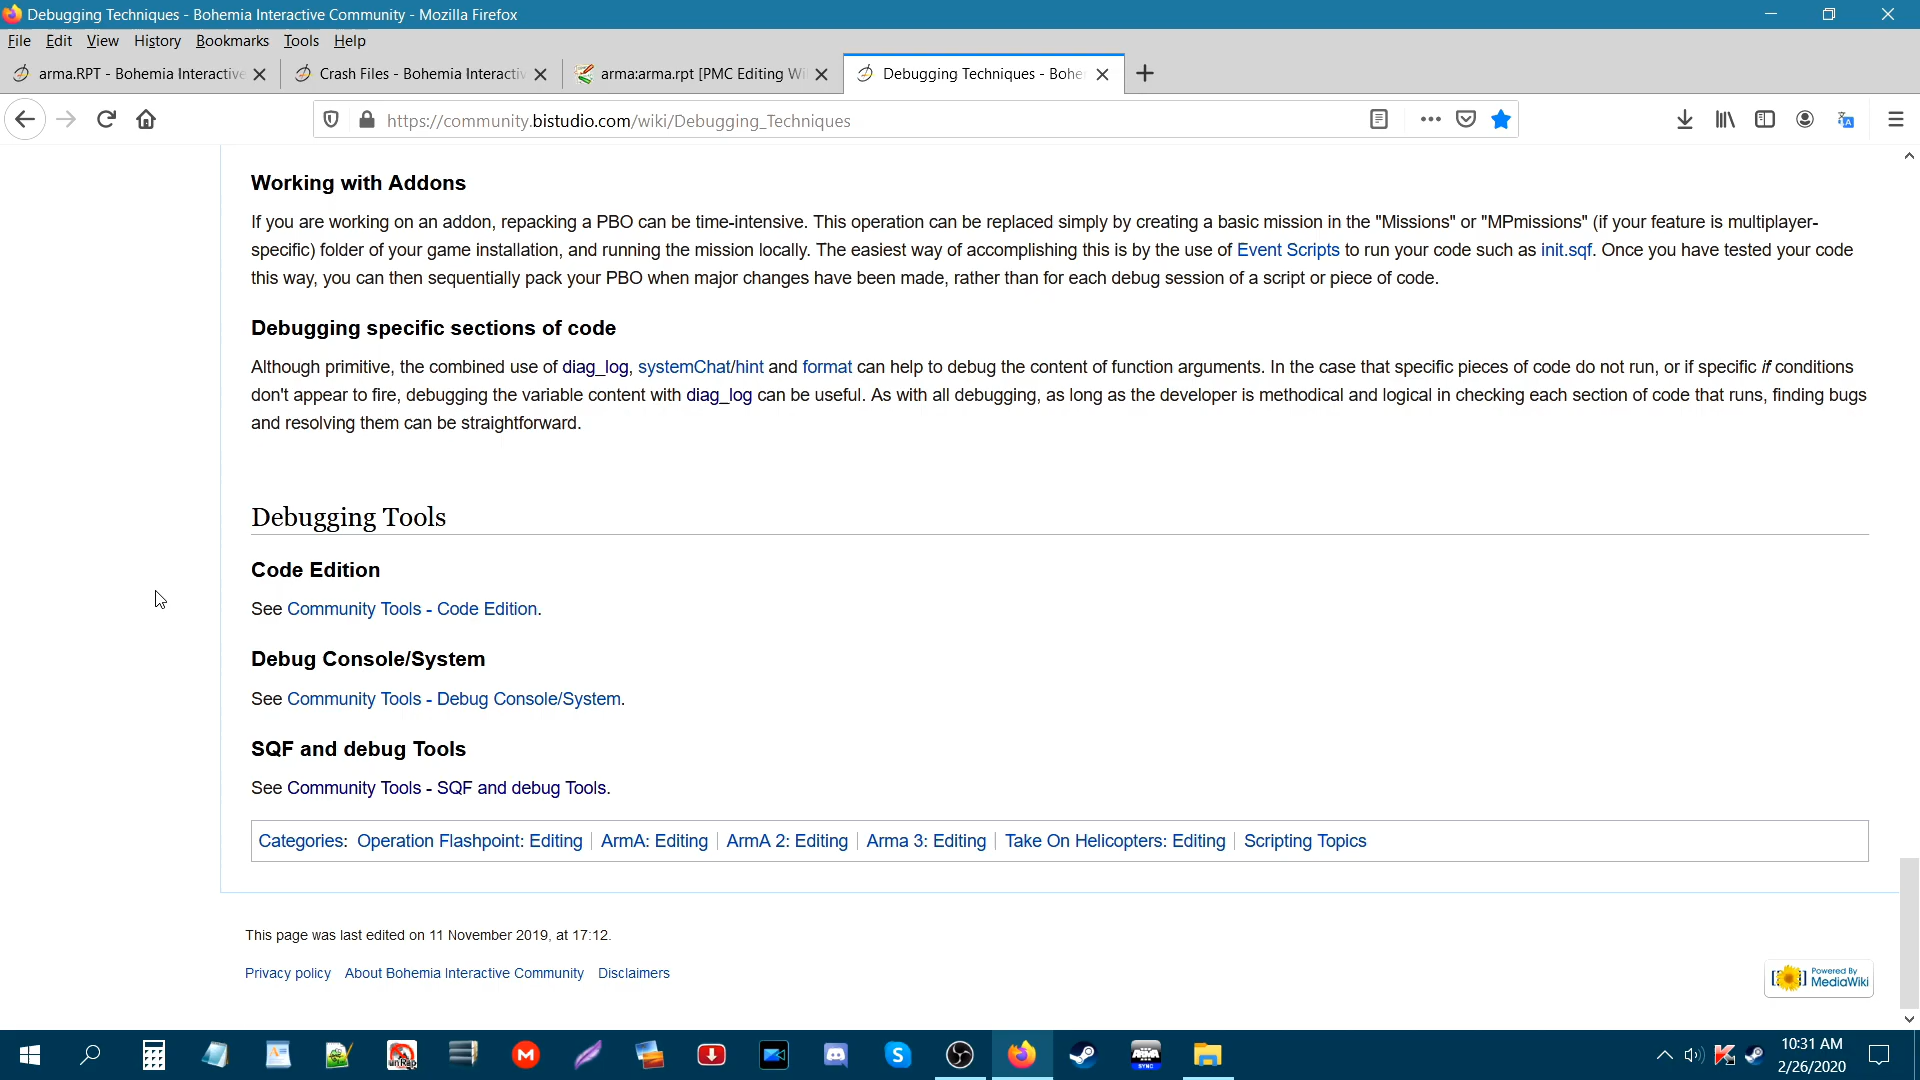 Debugging Techniques - Bohemia Interactive Community - Mozilla Firefox
File Edit View History Bookmarks Tools Help
arma.RPT - Bohemia Interactive
Crash Files - Bohemia Interactiv
arma:arma.rpt [PMC Editing Wi
Debugging Techniques - Bohe
https://community.bistudio.com/wiki/Debugging_Techniques
Working with Addons
If you are working on an addon, repacking a PBO can be time-intensive. This operation can be replaced simply by creating a basic mission in the "Missions" or "MPmissions" (if your feature is multiplayer-
specific) folder of your game installation, and running the mission locally. The easiest way of accomplishing this is by the use of Event Scripts to run your code such as init.sqf. Once you have tested your code
this way, you can then sequentially pack your PBO when major changes have been made, rather than for each debug session of a script or piece of code.
Debugging specific sections of code
Although primitive, the combined use of diag_log, systemChat/hint and format can help to debug the content of function arguments. In the case that specific pieces of code do not run, or if specific if conditions
don't appear to fire, debugging the variable content with diag_log can be useful. As with all debugging, as long as the developer is methodical and logical in checking each section of code that runs, finding bugs
and resolving them can be straightforward.
Debugging Tools
Code Edition
See Community Tools - Code Edition.
Debug Console/System
See Community Tools - Debug Console/System.
SQF and debug Tools
See Community Tools - SQF and debug Tools.
Categories: Operation Flashpoint: Editing ArmA: Editing ArmA 2: Editing Arma 3: Editing Take On Helicopters: Editing Scripting Topics
This page was last edited on 11 November 2019, at 17:12.
Privacy policy About Bohemia Interactive Community Disclaimers
Powered By
MediaWiki
unRap
M
S
ARMA
SYNC
10:31 AM
2/26/2020